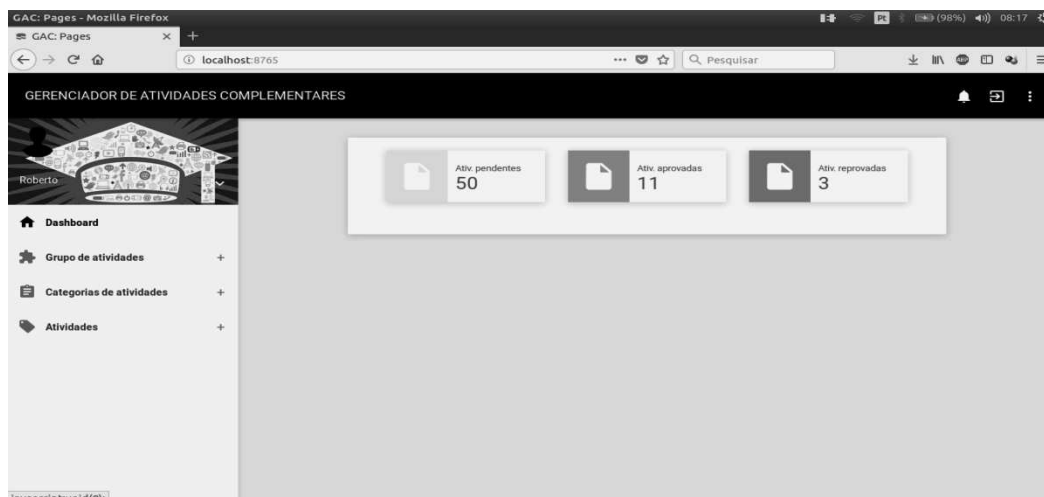 GAC: Pages - Mozilla Firefox
Pt
(98%)
08:17
GAC: Pages
localhost:8765
Pesquisar
GERENCIADOR DE ATIVIDADES COMPLEMENTARES
Roberto
Dashboard
Grupo de atividades +
Categorias de atividades +
Atividades +
Ativ. pendentes
50
Ativ. aprovadas
11
Ativ. reprovadas
3